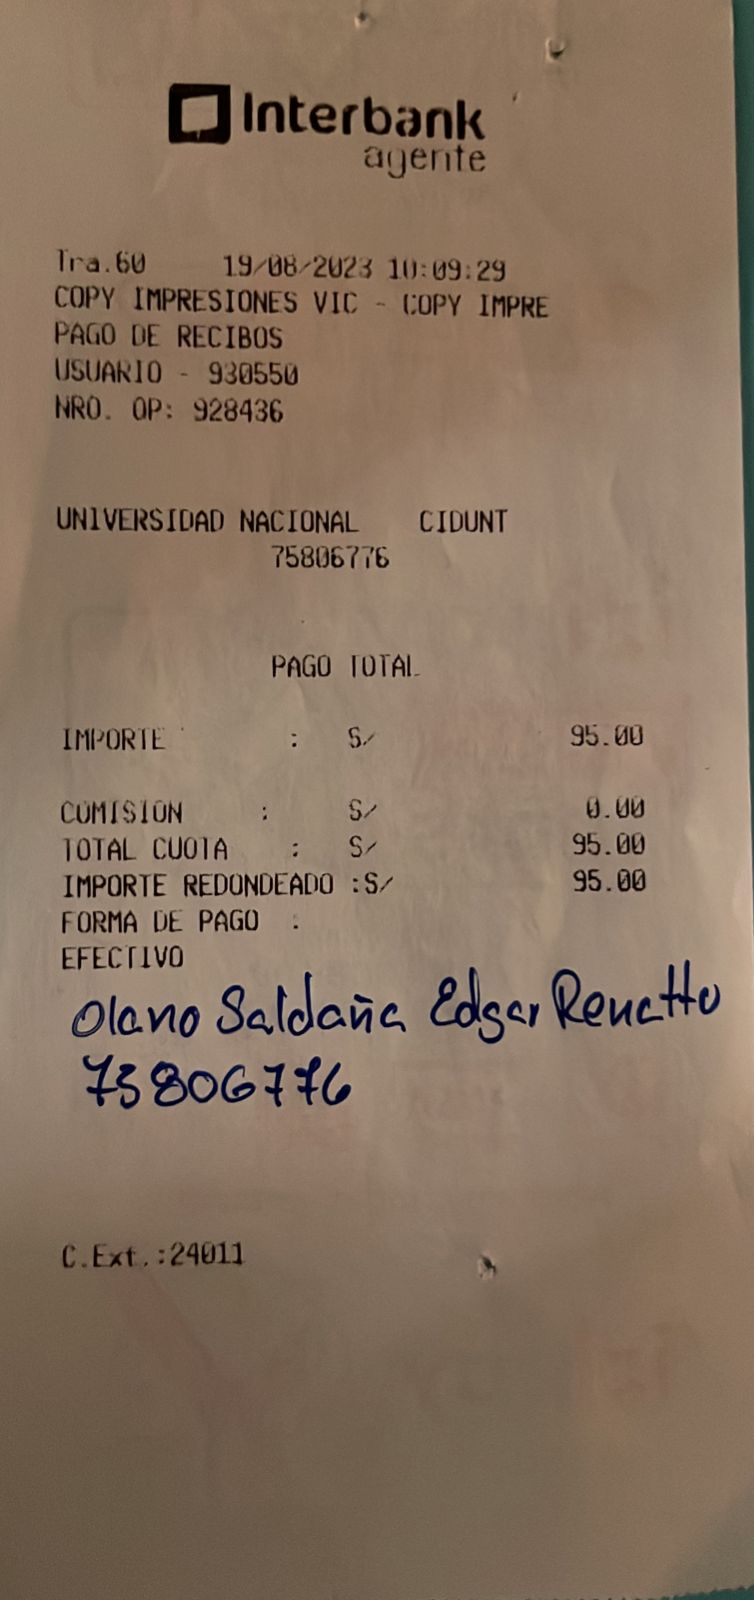 Interbank
agente
Tra.60 19/08/2023 10:09:29
COPY IMPRESIONES VIC - COPY IMPRE
PAGO DE RECIBOS
USUARIO - 930550
NRO. OP: 928436
UNIVERSIDAD NACIONAL CIDUNT
75806776
PAGO TOTAL
IMPORTE : S/ 95.00
COMISION : S/ 0.00
TOTAL CUOTA : S/ 95.00
IMPORTE REDONDEADO :S/ 95.00
FORMA DE PAGO :
EFECTIVO
Olano Saldaña Edgar Renatto
75806776
C.Ext.:24011